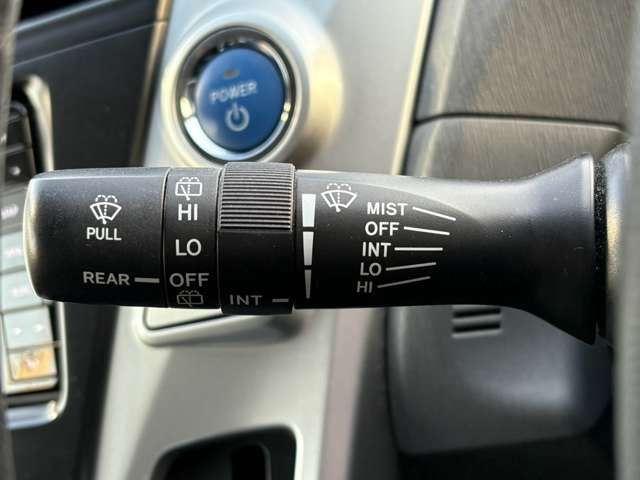 POWER
PULL
REAR
HI
LO
OFF
INT
MIST
OFF
INT
LO
HI